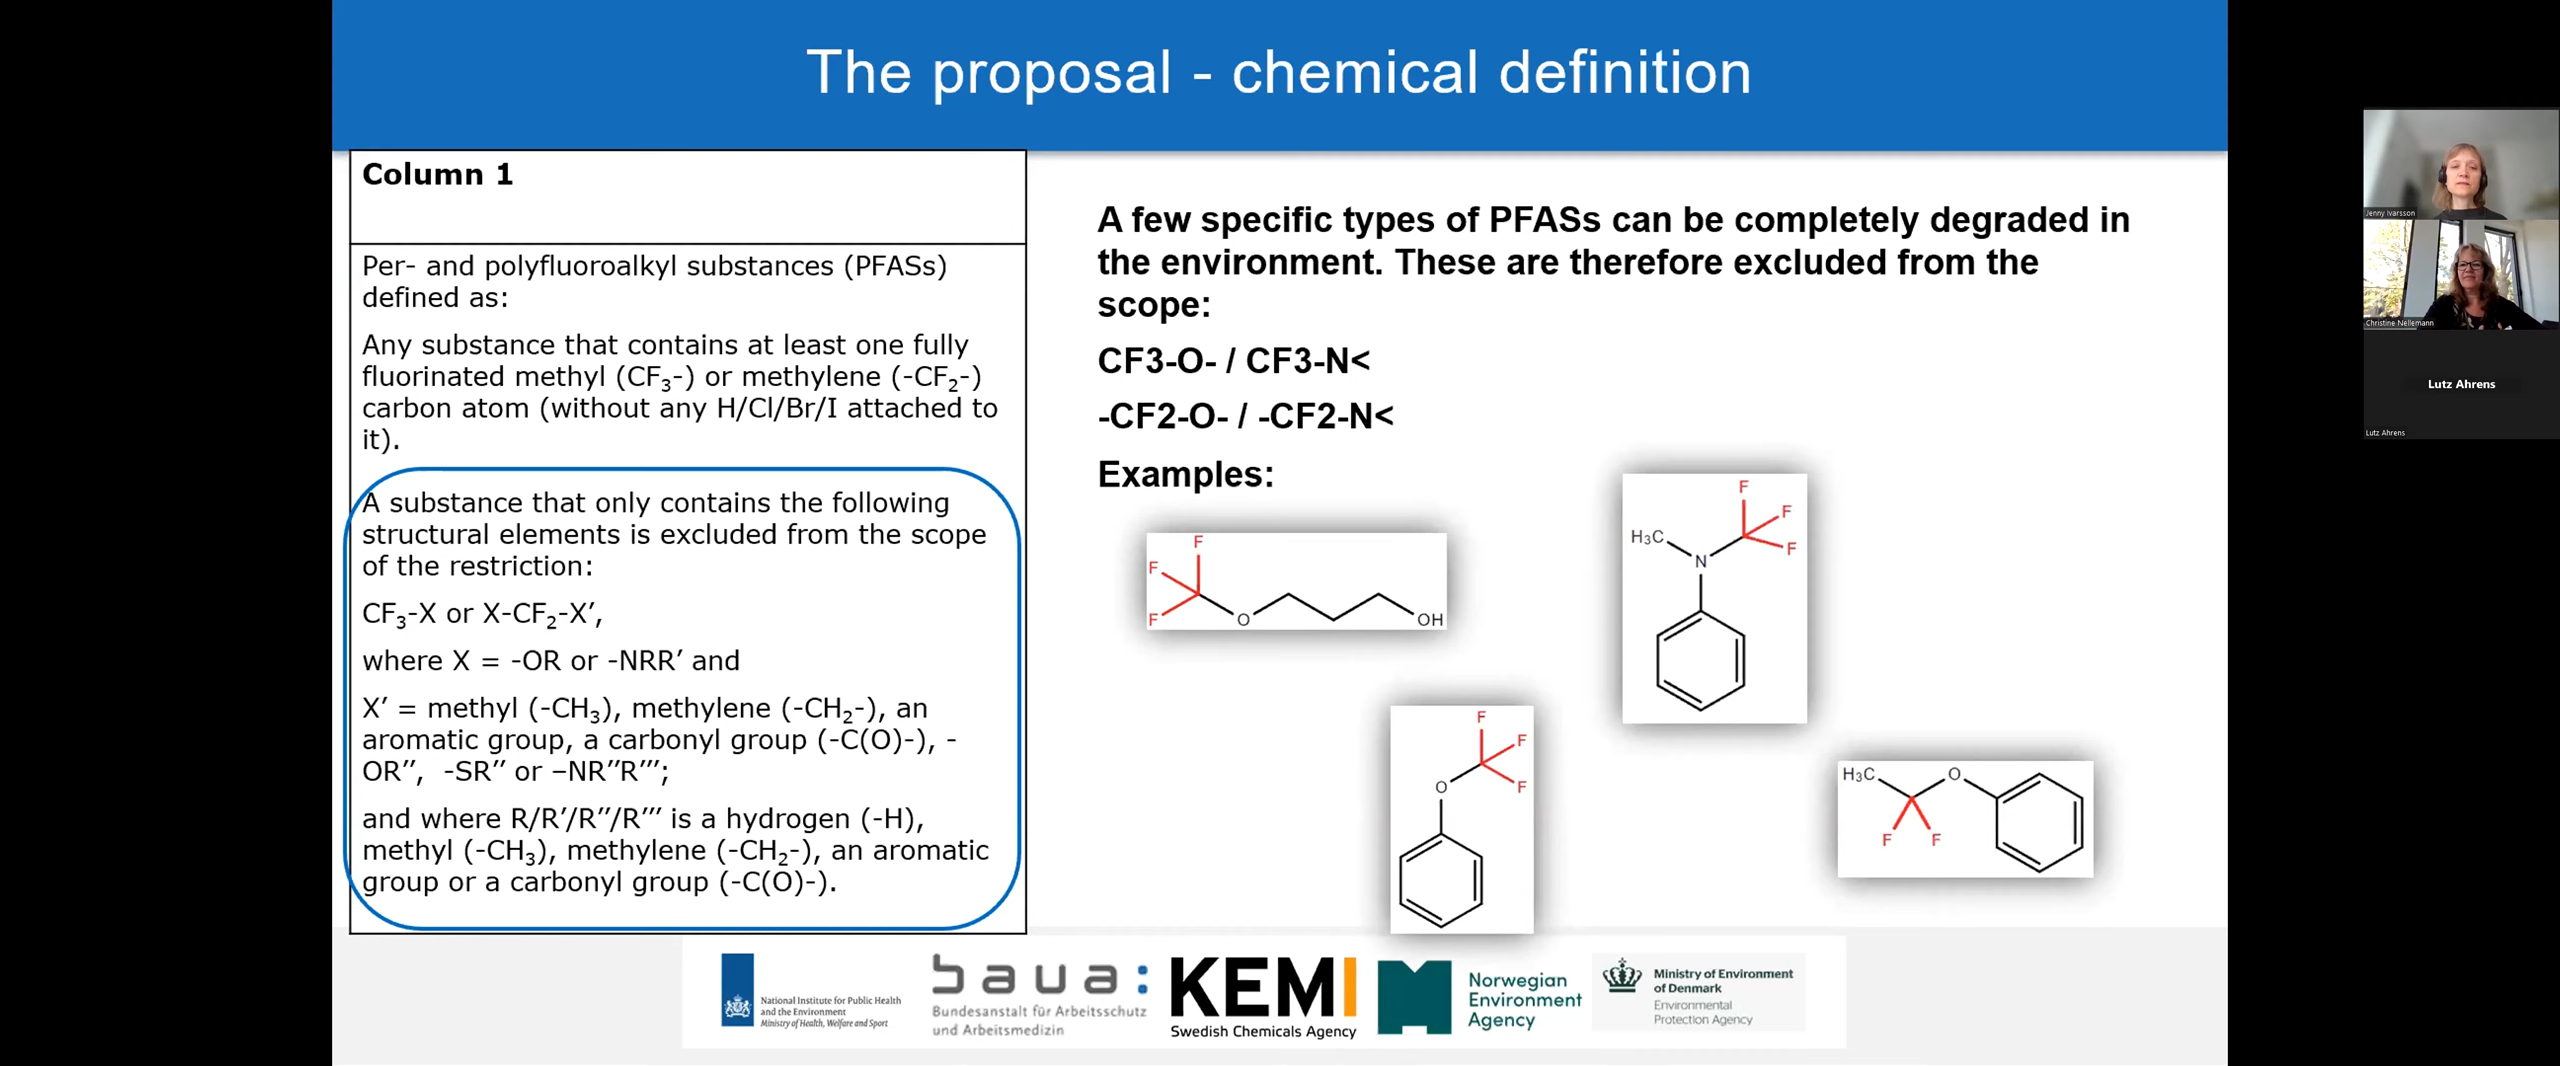 The proposal - chemical definition
Column 1
Per- and polyfluoroalkyl substances (PFASs)
defined as:
Any substance that contains at least one fully
fluorinated methyl (CF₃-) or methylene (-CF₂-)
carbon atom (without any H/Cl/Br/I attached to
it).
A substance that only contains the following
structural elements is excluded from the scope
of the restriction:
CF₃-X or X-CF₂-X’,
where X = -OR or -NRR’ and
X’ = methyl (-CH₃), methylene (-CH₂-), an
aromatic group, a carbonyl group (-C(O)-), -
OR’’, -SR’’ or –NR’’R’’’;
and where R/R’/R’’/R’’’ is a hydrogen (-H),
methyl (-CH₃), methylene (-CH₂-), an aromatic
group or a carbonyl group (-C(O)-).
A few specific types of PFASs can be completely degraded in
the environment. These are therefore excluded from the
scope:
CF3-O- / CF3-N<
-CF2-O- / -CF2-N<
Examples:
F
F
F
O
OH
F
F
F
H₃C
N
F
F
F
O
H₃C
O
F
F
National Institute for Public Health
and the Environment
Ministry of Health, Welfare and Sport
baua:
Bundesanstalt für Arbeitsschutz
und Arbeitsmedizin
KEMI
Swedish Chemicals Agency
Norwegian
Environment
Agency
Ministry of Environment
of Denmark
Environmental
Protection Agency
Jenny Ivarsson
Christine Nellemann
Lutz Ahrens
Lutz Ahrens